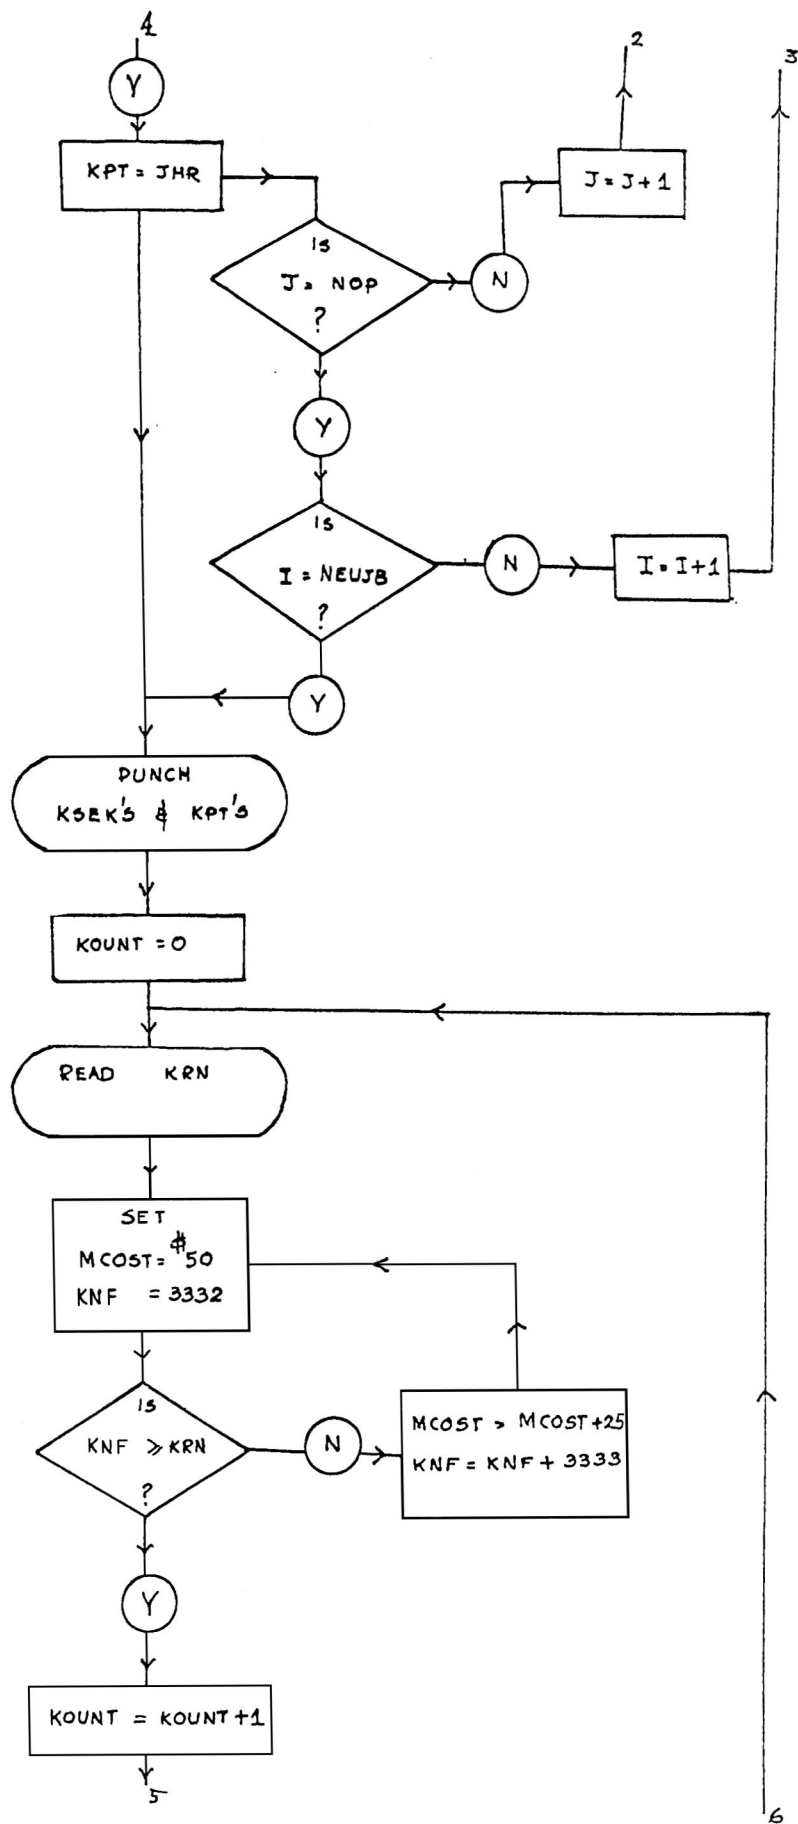 4
2
3
Y
KPT = JHR
J = J+1
Is
J = NOP
?
N
Y
Is
I = NEUJB
?
N
I = I+1
Y
PUNCH
KSEK'S & KPT'S
KOUNT = 0
READ KRN
SET
MCOST = $50
KNF = 3332
Is
KNF ≥ KRN
?
N
MCOST = MCOST+25
KNF = KNF + 3333
Y
KOUNT = KOUNT+1
5
6